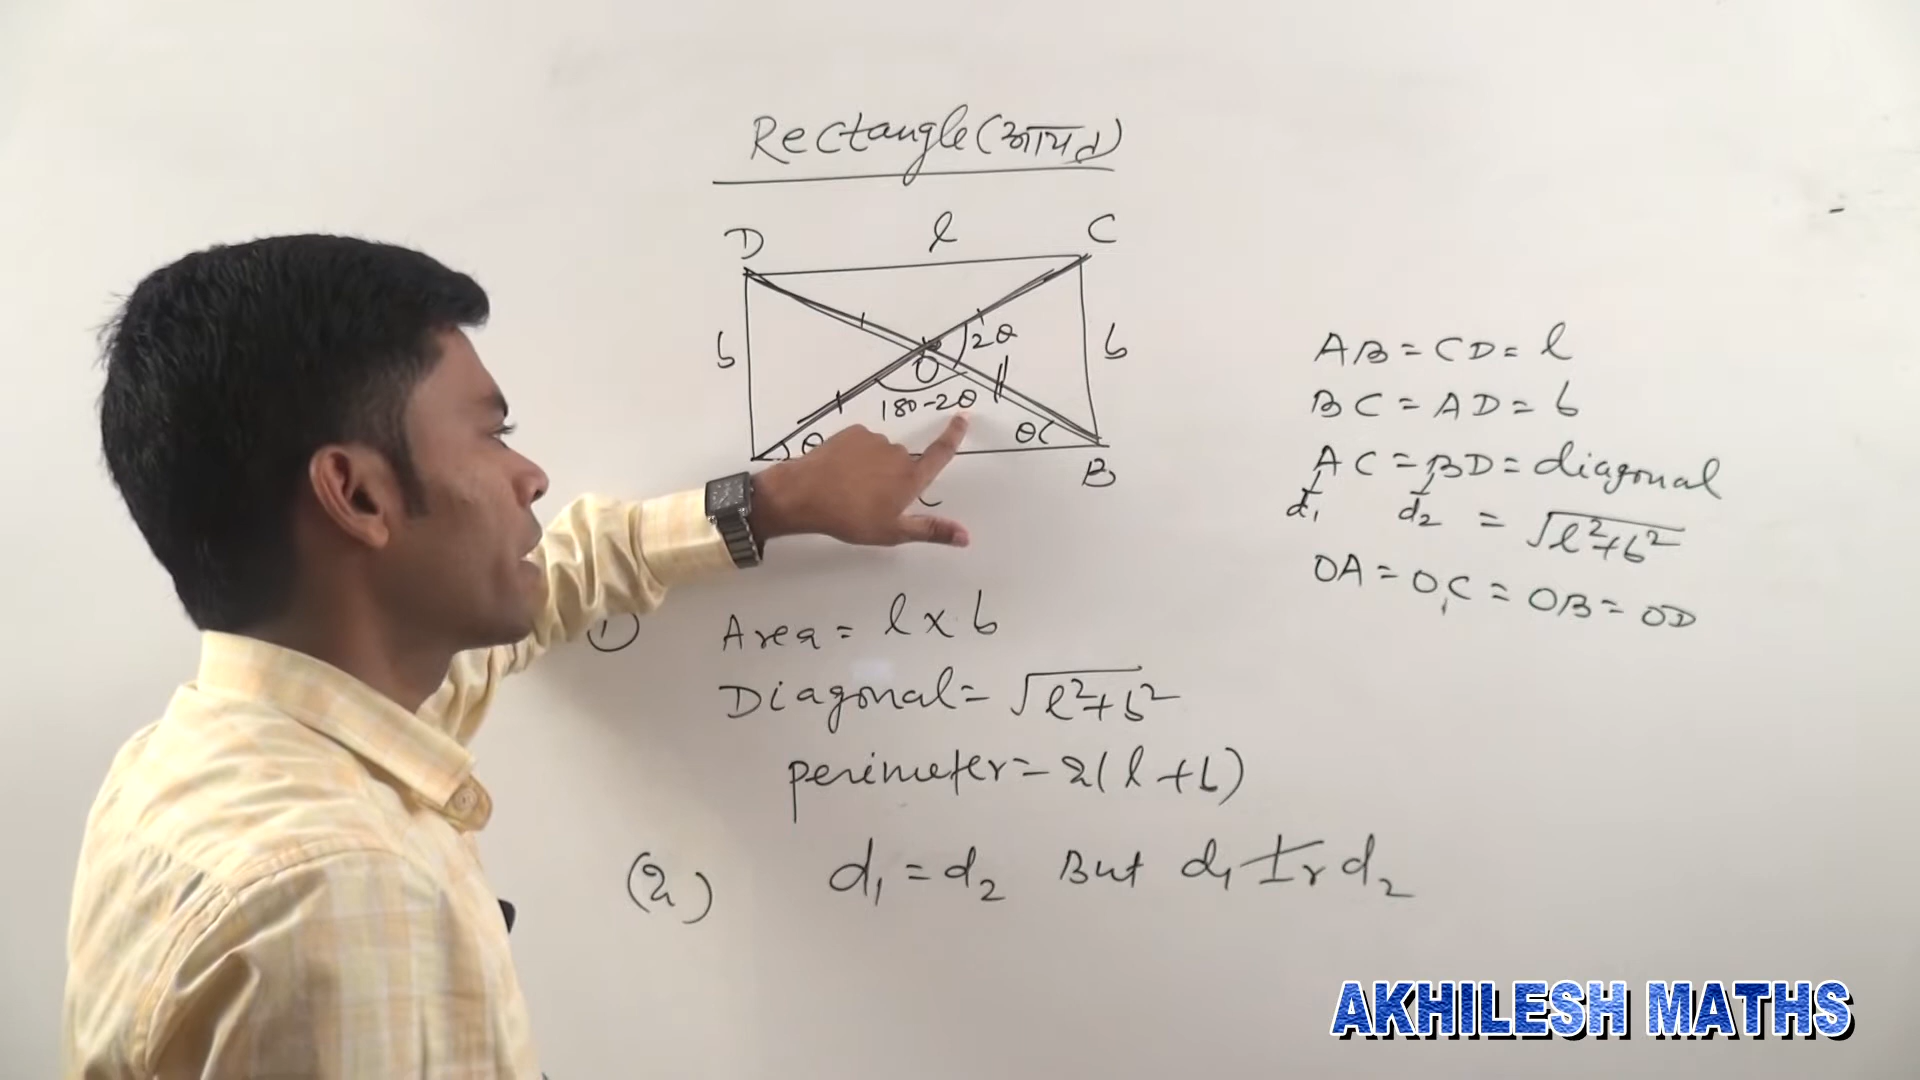 Rectangle (आयत)
D l C
b 2θ b
O
180-2θ
θ θ
B
AB = CD = l
BC = AD = b
AC = BD = diagonal
d₁ d₂ = √l²+b²
OA = OC = OB = OD
① Area = l × b
Diagonal = √l²+b²
perimeter = 2(l+b)
(2) d₁ = d₂ But d₁ ⊥r d₂
AKHILESH MATHS